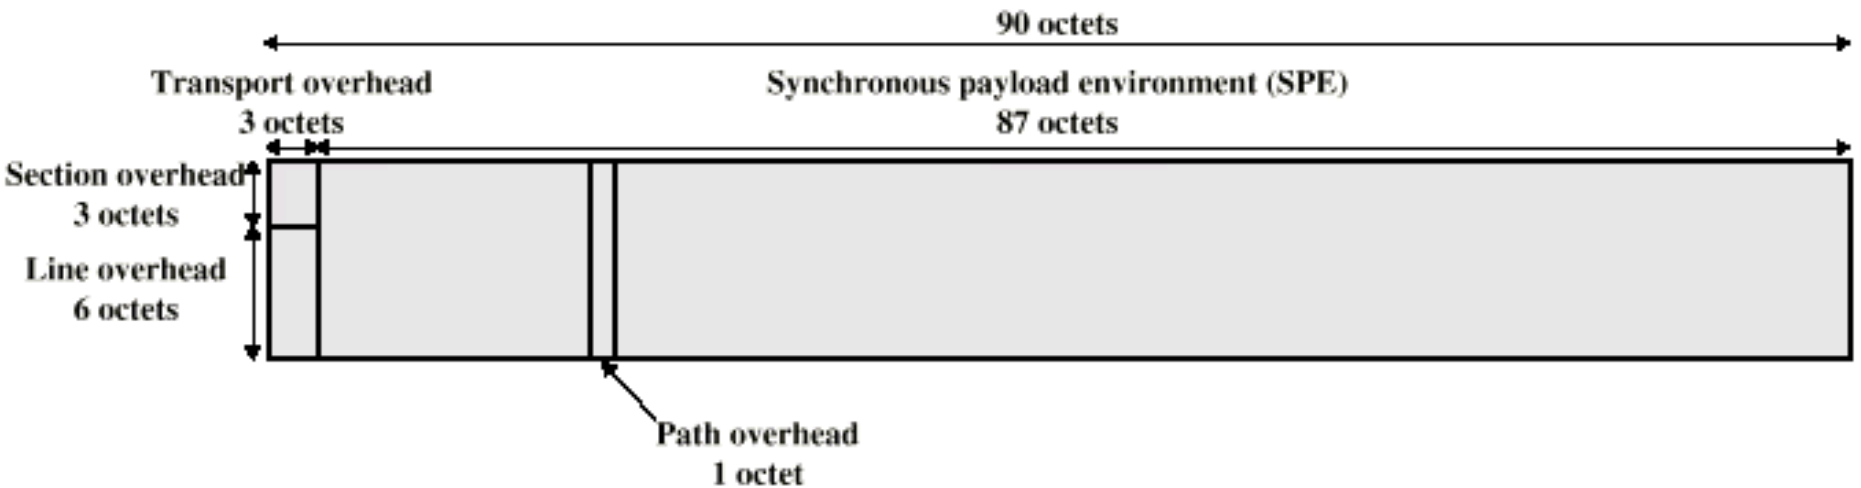 90 octets
Transport overhead
3 octets
Synchronous payload environment (SPE)
87 octets
Section overhead
3 octets
Line overhead
6 octets
Path overhead
1 octet